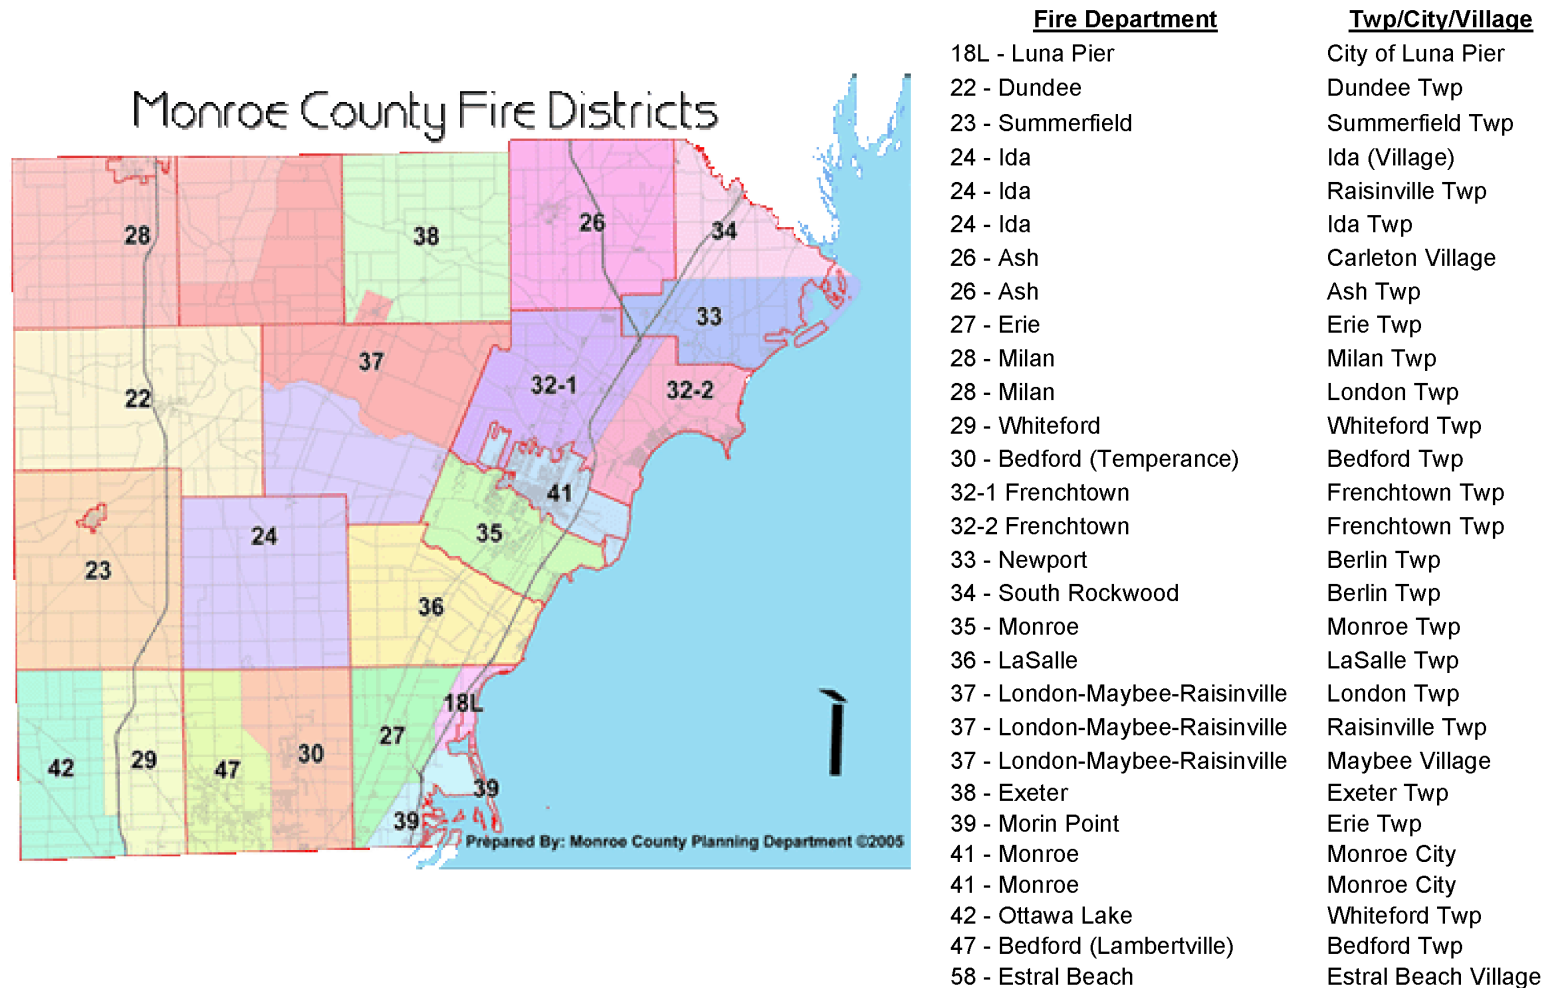 Monroe County Fire Districts
28
38
26
34
33
37
32-1
32-2
22
41
24
35
23
36
18L
27
42
29
47
30
39
39
Prepared By: Monroe County Planning Department ©2005
Fire Department Twp/City/Village
18L - Luna Pier City of Luna Pier
22 - Dundee Dundee Twp
23 - Summerfield Summerfield Twp
24 - Ida Ida (Village)
24 - Ida Raisinville Twp
24 - Ida Ida Twp
26 - Ash Carleton Village
26 - Ash Ash Twp
27 - Erie Erie Twp
28 - Milan Milan Twp
28 - Milan London Twp
29 - Whiteford Whiteford Twp
30 - Bedford (Temperance) Bedford Twp
32-1 Frenchtown Frenchtown Twp
32-2 Frenchtown Frenchtown Twp
33 - Newport Berlin Twp
34 - South Rockwood Berlin Twp
35 - Monroe Monroe Twp
36 - LaSalle LaSalle Twp
37 - London-Maybee-Raisinville London Twp
37 - London-Maybee-Raisinville Raisinville Twp
37 - London-Maybee-Raisinville Maybee Village
38 - Exeter Exeter Twp
39 - Morin Point Erie Twp
41 - Monroe Monroe City
41 - Monroe Monroe City
42 - Ottawa Lake Whiteford Twp
47 - Bedford (Lambertville) Bedford Twp
58 - Estral Beach Estral Beach Village